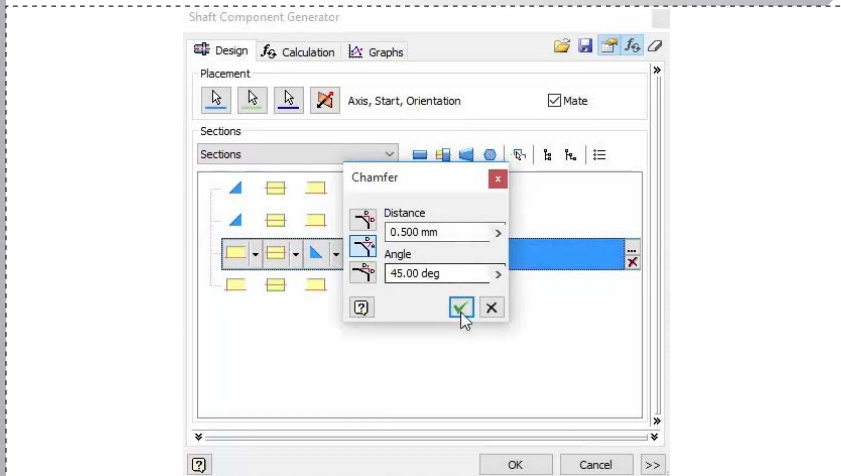 Shaft Component Generator
Design
Calculation
Graphs
Placement
Axis, Start, Orientation
Mate
Sections
Sections
Chamfer
Distance
0.500 mm
Angle
45.00 deg
OK
Cancel
>>